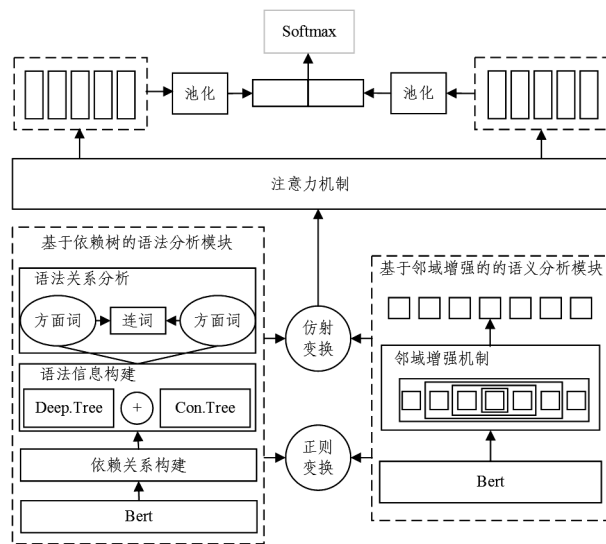 Softmax
池化
池化
注意力机制
基于依赖树的语法分析模块
语法关系分析
方面词
连词
方面词
语法信息构建
Deep.Tree
+
Con.Tree
依赖关系构建
Bert
仿射
变换
正则
变换
基于邻域增强的的语义分析模块
邻域增强机制
Bert